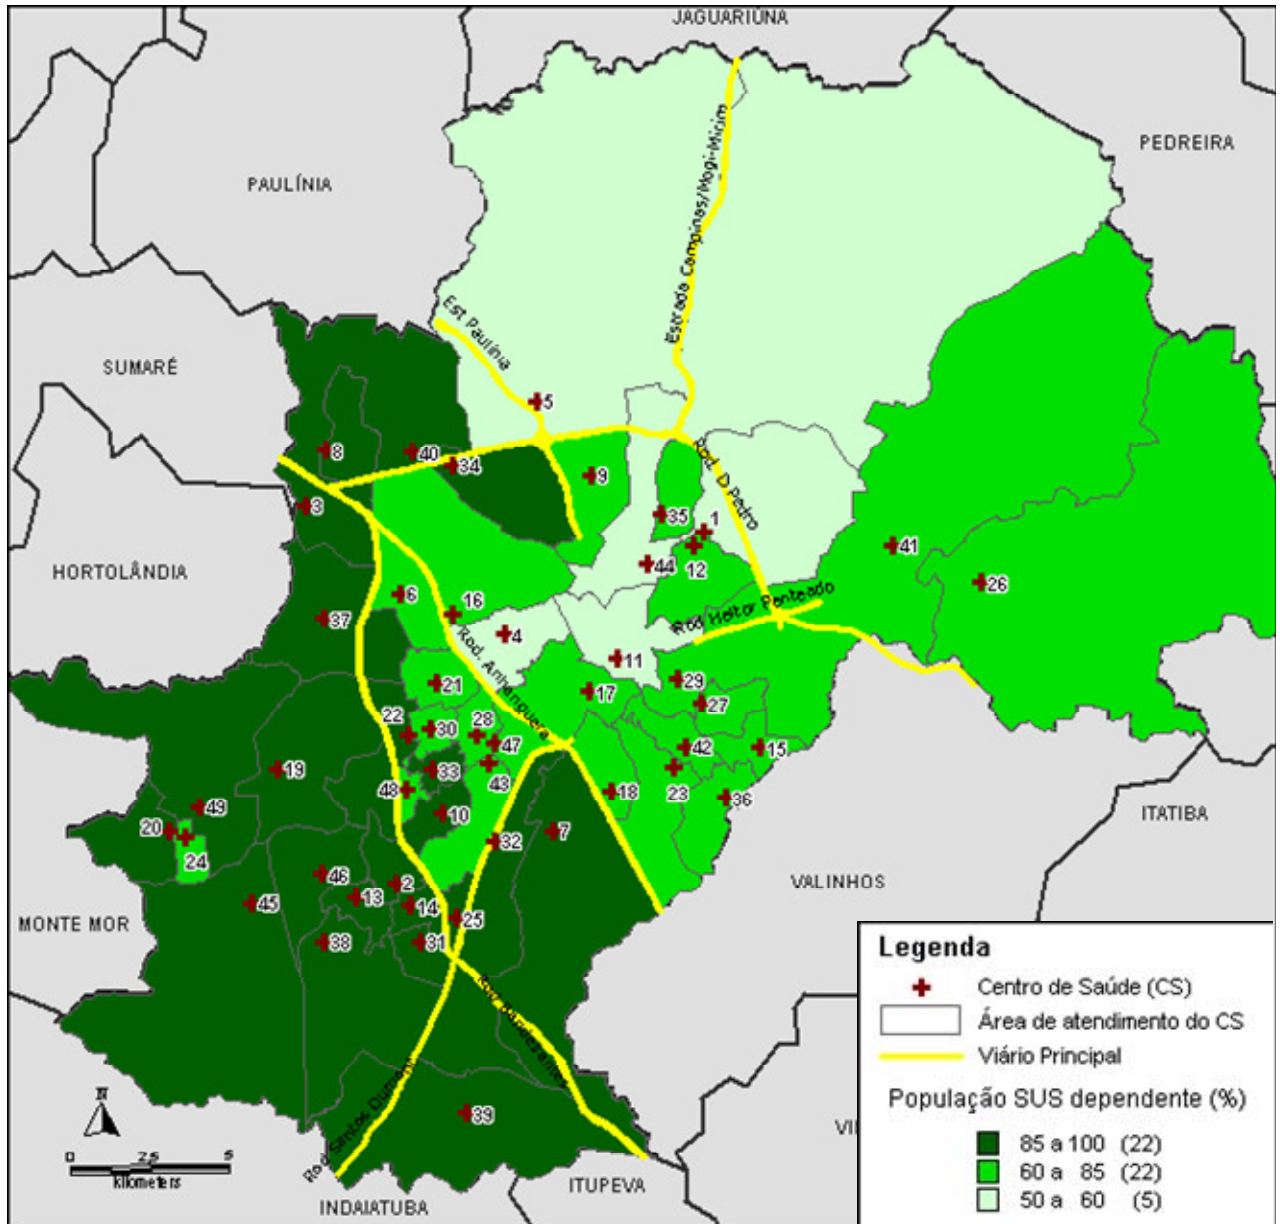 JAGUARIÚNA
PEDREIRA
PAULÍNIA
Estrada Campinas/Mogi-Mirim
Est Paulínia
SUMARÉ
5
8
40
34
9
Rod. D.Pedro
3
35
1
41
HORTOLÂNDIA
44
12
26
6
16
Rod Heitor Penteado
37
4
11
Rod. Anhanguera
29
21
17
27
22
30
28
47
42
15
19
33
43
23
48
18
36
49
10
20
32
7
ITATIBA
24
46
2
VALINHOS
13
45
14
25
MONTE MOR
38
31
Rod Bandeirantes
Rod Santos Dumont
39
N
0 2,5 5
kilometers
ITUPEVA
INDAIATUBA
VI
Legenda
Centro de Saúde (CS)
Área de atendimento do CS
Viário Principal
População SUS dependente (%)
85 a 100 (22)
60 a 85 (22)
50 a 60 (5)